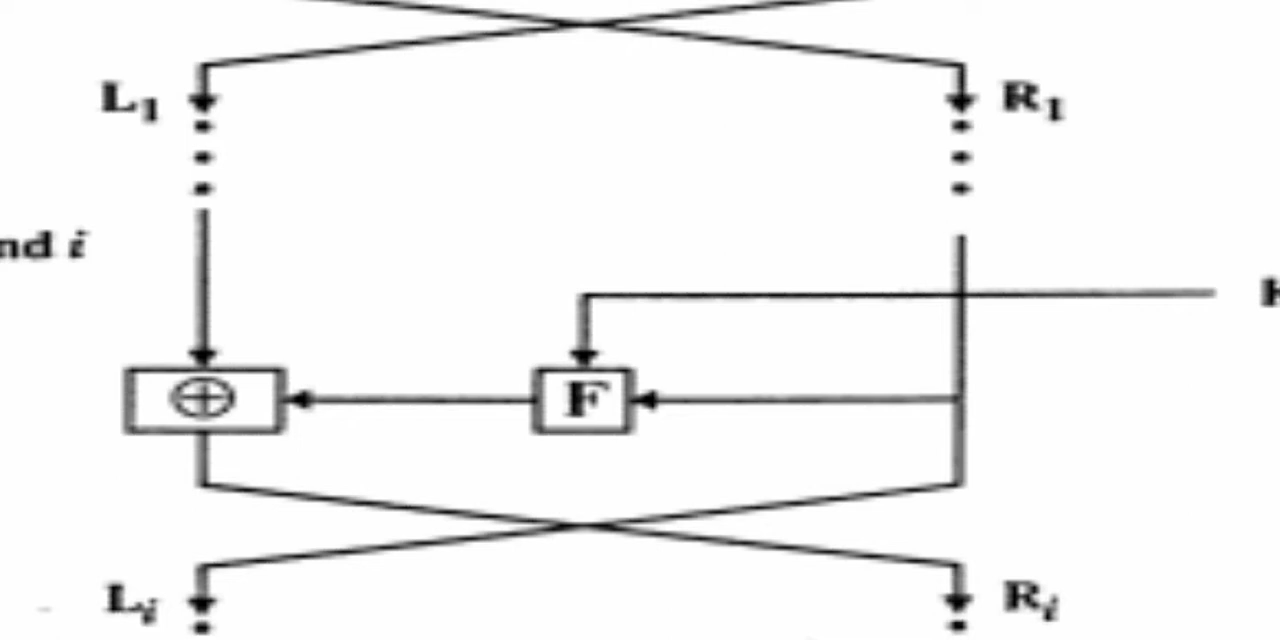 L₁ R₁
nd i
⊕ F
Lᵢ Rᵢ